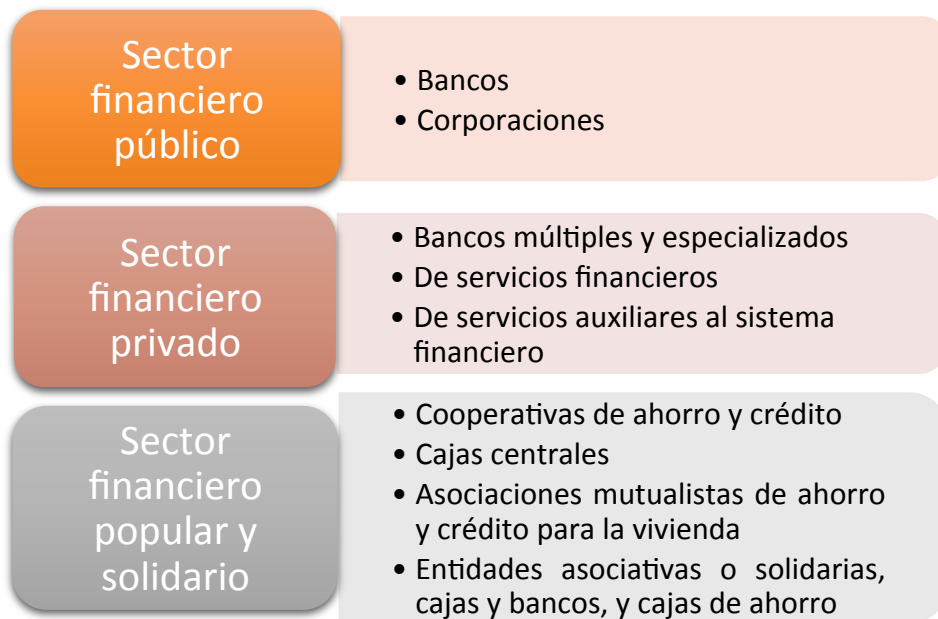 Sector
financiero
público
• Bancos
• Corporaciones
Sector
financiero
privado
• Bancos múltiples y especializados
• De servicios financieros
• De servicios auxiliares al sistema
financiero
Sector
financiero
popular y
solidario
• Cooperativas de ahorro y crédito
• Cajas centrales
• Asociaciones mutualistas de ahorro
y crédito para la vivienda
• Entidades asociativas o solidarias,
cajas y bancos, y cajas de ahorro